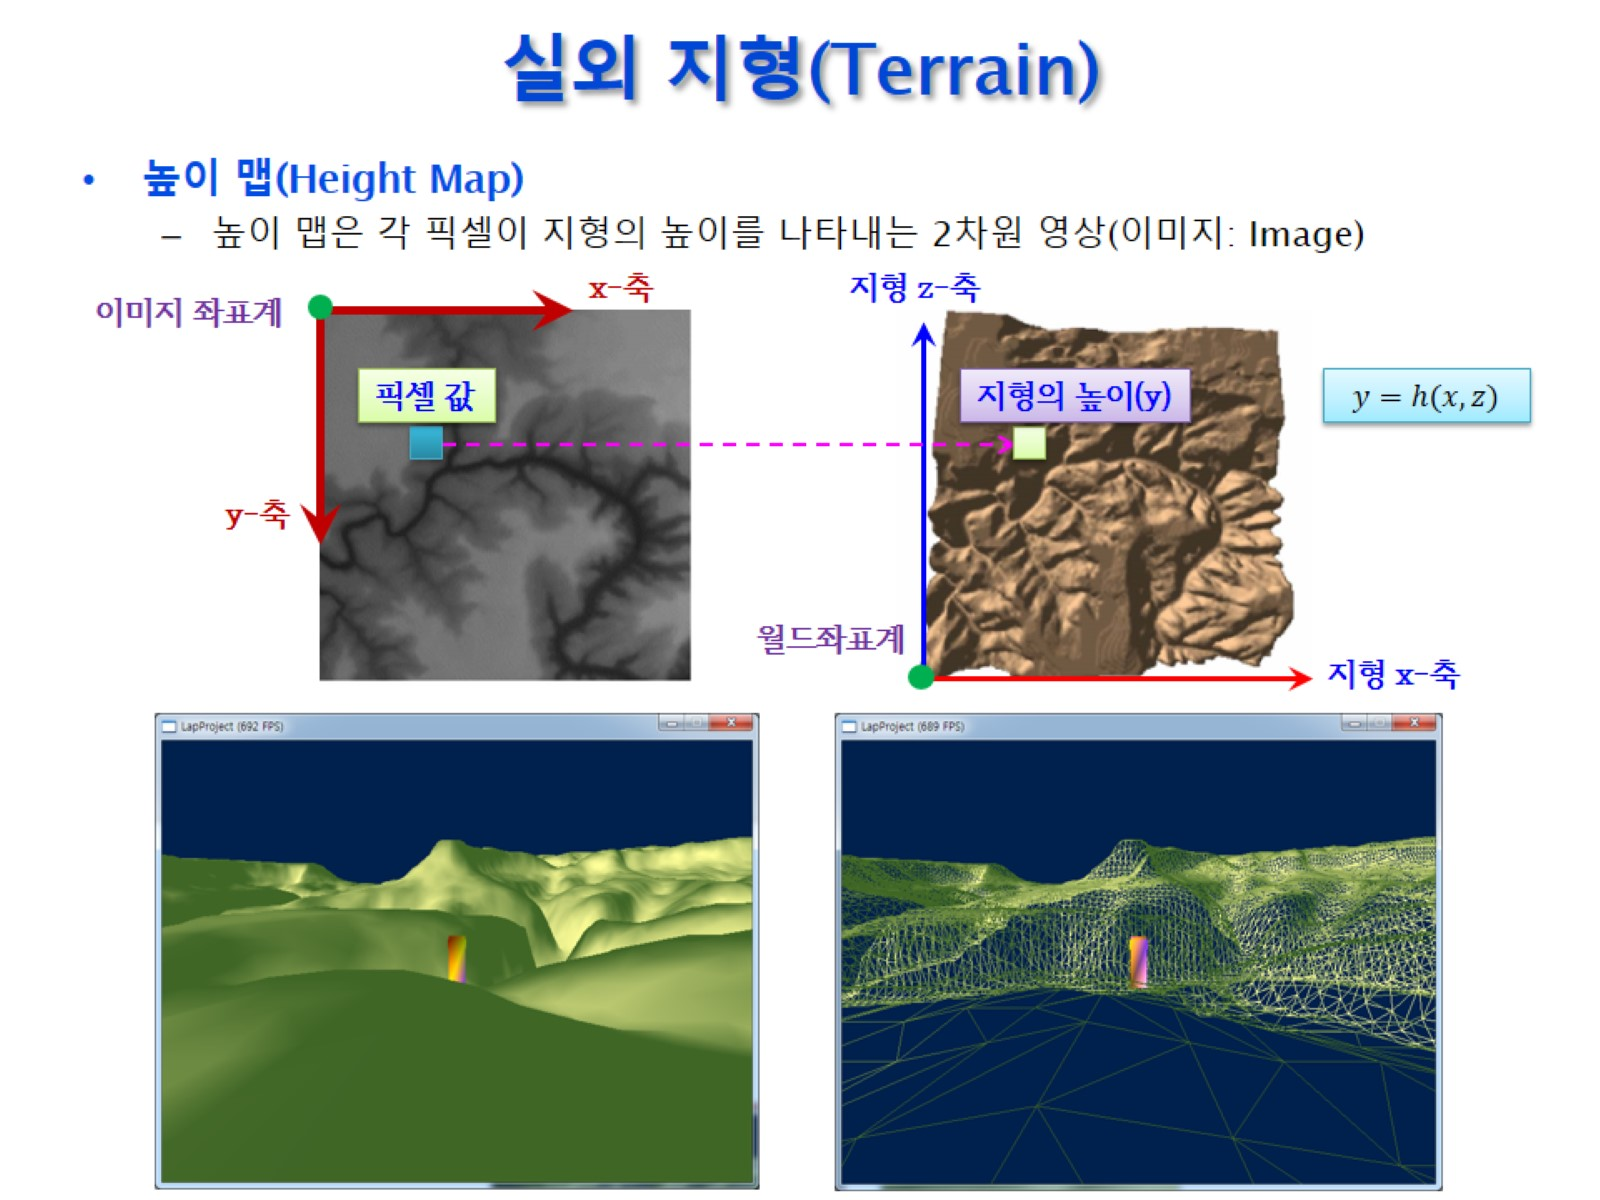 실외 지형(Terrain)
• 높이 맵(Height Map)
– 높이 맵은 각 픽셀이 지형의 높이를 나타내는 2차원 영상(이미지: Image)
이미지 좌표계
x-축
y-축
픽셀 값
지형 z-축
지형의 높이(y)
y = h(x, z)
월드좌표계
지형 x-축
LapProject (692 FPS)
LapProject (689 FPS)